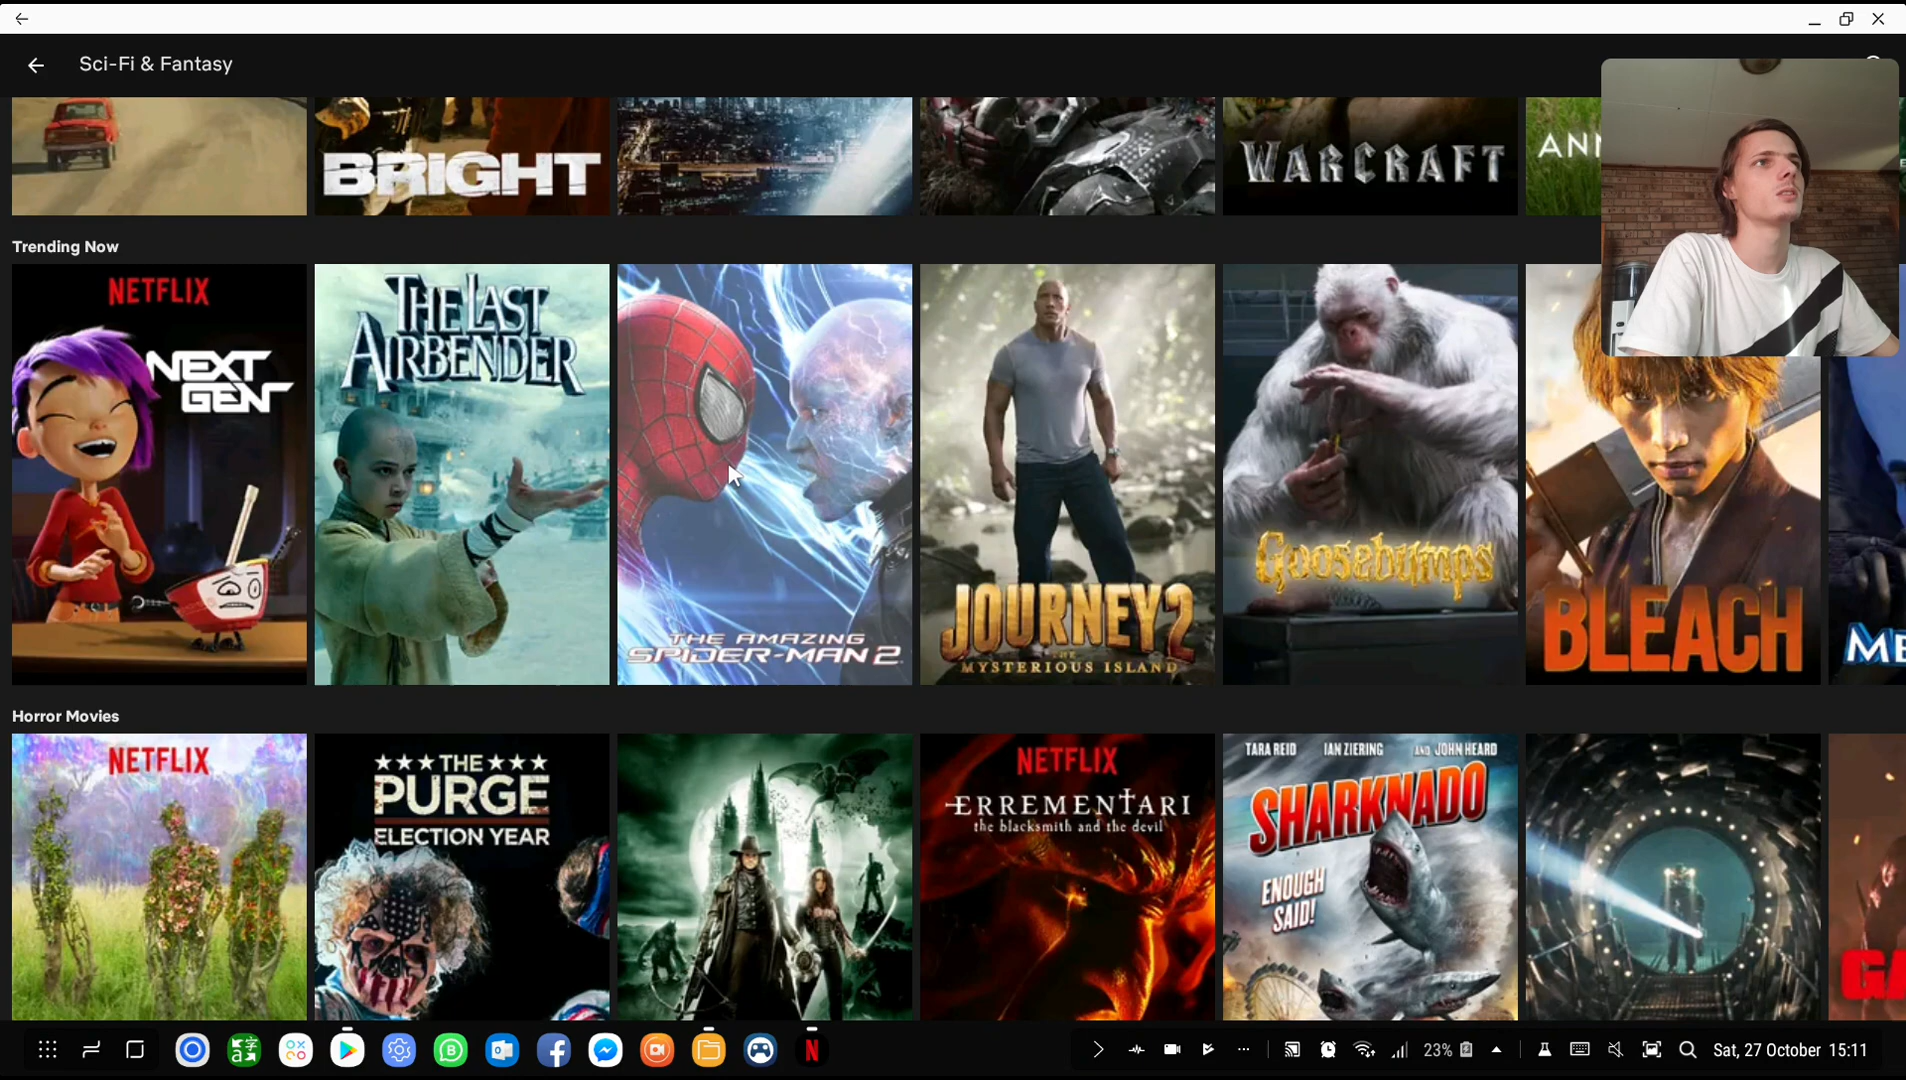 Sci-Fi & Fantasy
BRIGHT
WARCRAFT
ANN
Trending Now
NETFLIX
NEXT
GEN
THE LAST
AIRBENDER
THE AMAZING
SPIDER-MAN 2
JOURNEY 2
THE
MYSTERIOUS ISLAND
Goosebumps
BLEACH
ME
Horror Movies
NETFLIX
★★★THE★★★
PURGE
ELECTION YEAR
NETFLIX
ERREMENTARI
the blacksmith and the devil
TARA REID IAN ZIERING AND JOHN HEARD
SHARKNADO
ENOUGH
SAID!
GA
23%
Sat, 27 October 15:11